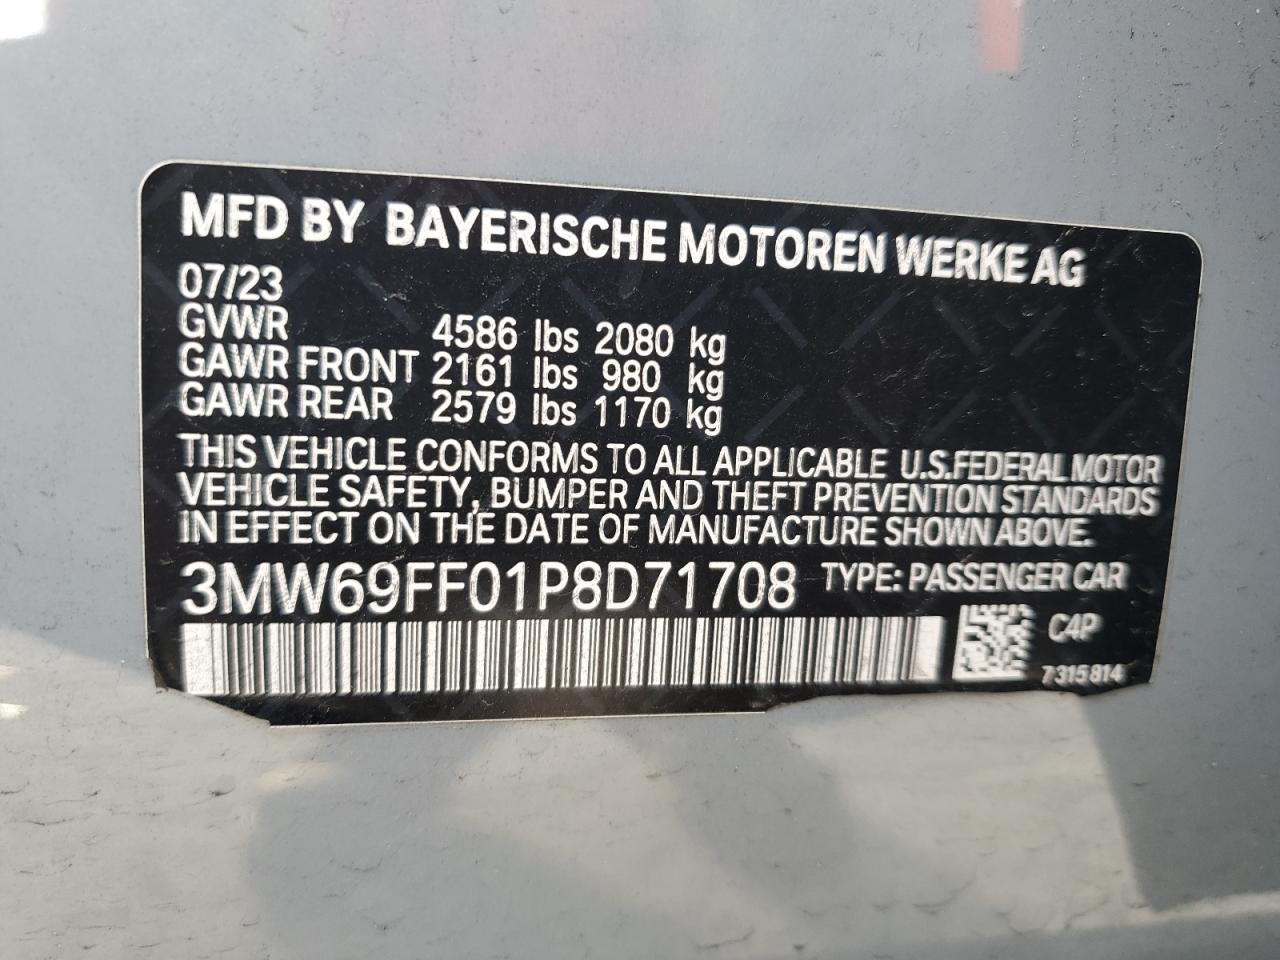 MFD BY BAYERISCHE MOTOREN WERKE AG
07/23
GVWR 4586 lbs 2080 kg
GAWR FRONT 2161 lbs 980 kg
GAWR REAR 2579 lbs 1170 kg
THIS VEHICLE CONFORMS TO ALL APPLICABLE U.S.FEDERAL MOTOR
VEHICLE SAFETY, BUMPER AND THEFT PREVENTION STANDARDS
IN EFFECT ON THE DATE OF MANUFACTURE SHOWN ABOVE.
3MW69FF01P8D71708 TYPE: PASSENGER CAR
C4P
7315814